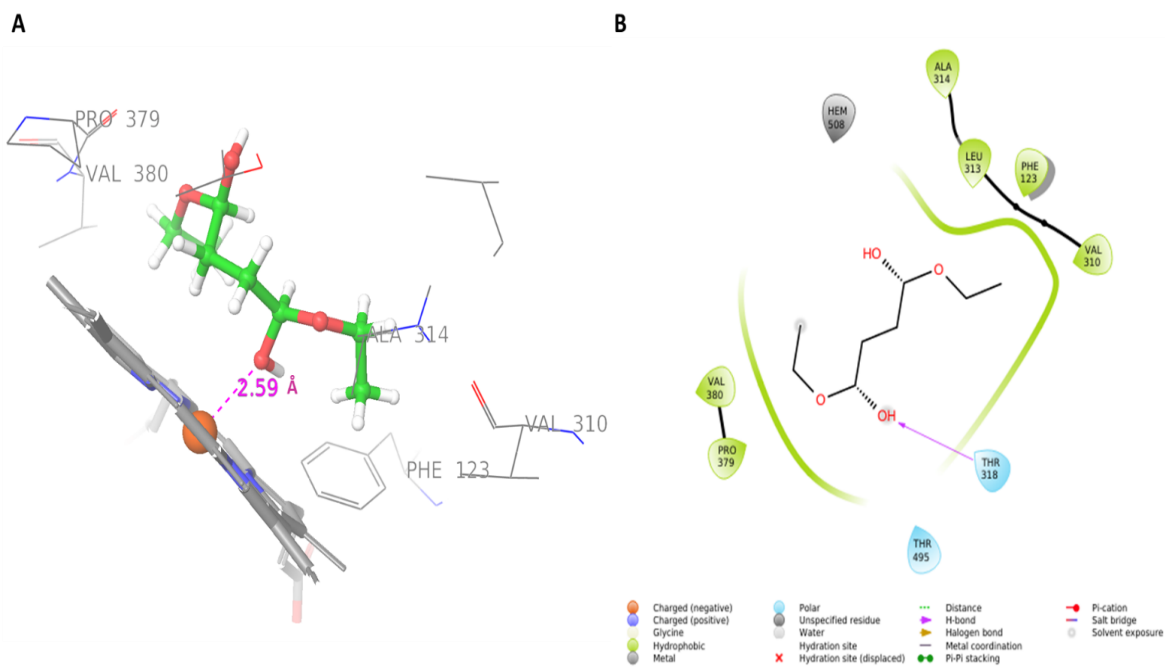 A
PRO 379
VAL 380
ALA 314
2.59 Å
VAL 310
PHE 123
B
ALA
314
HEM
508
LEU
313
PHE
123
VAL
310
HO
O
VAL
380
O
OH
PRO
379
THR
318
THR
495
Charged (negative)
Charged (positive)
Glycine
Hydrophobic
Metal
Polar
Unspecified residue
Water
Hydration site
Hydration site (displaced)
Distance
H-bond
Halogen bond
Metal coordination
Pi-Pi stacking
Pi-cation
Salt bridge
Solvent exposure